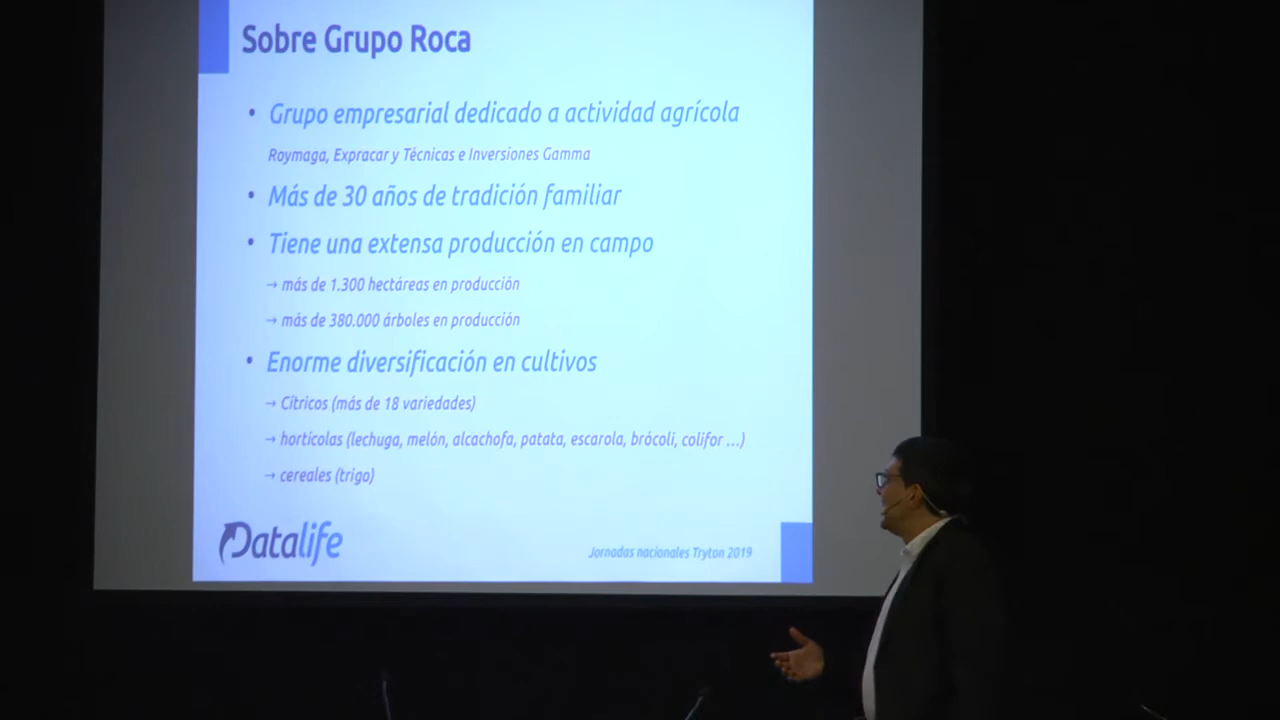 Sobre Grupo Roca
• Grupo empresarial dedicado a actividad agrícola
Roymaga, Expracar y Técnicas e Inversiones Gamma
• Más de 30 años de tradición familiar
• Tiene una extensa producción en campo
→ más de 1.300 hectáreas en producción
→ más de 380.000 árboles en producción
• Enorme diversificación en cultivos
→ Cítricos (más de 18 variedades)
→ hortícolas (lechuga, melón, alcachofa, patata, escarola, brócoli, colifor ...)
→ cereales (trigo)
Datalife
Jornadas nacionales Tryton 2019